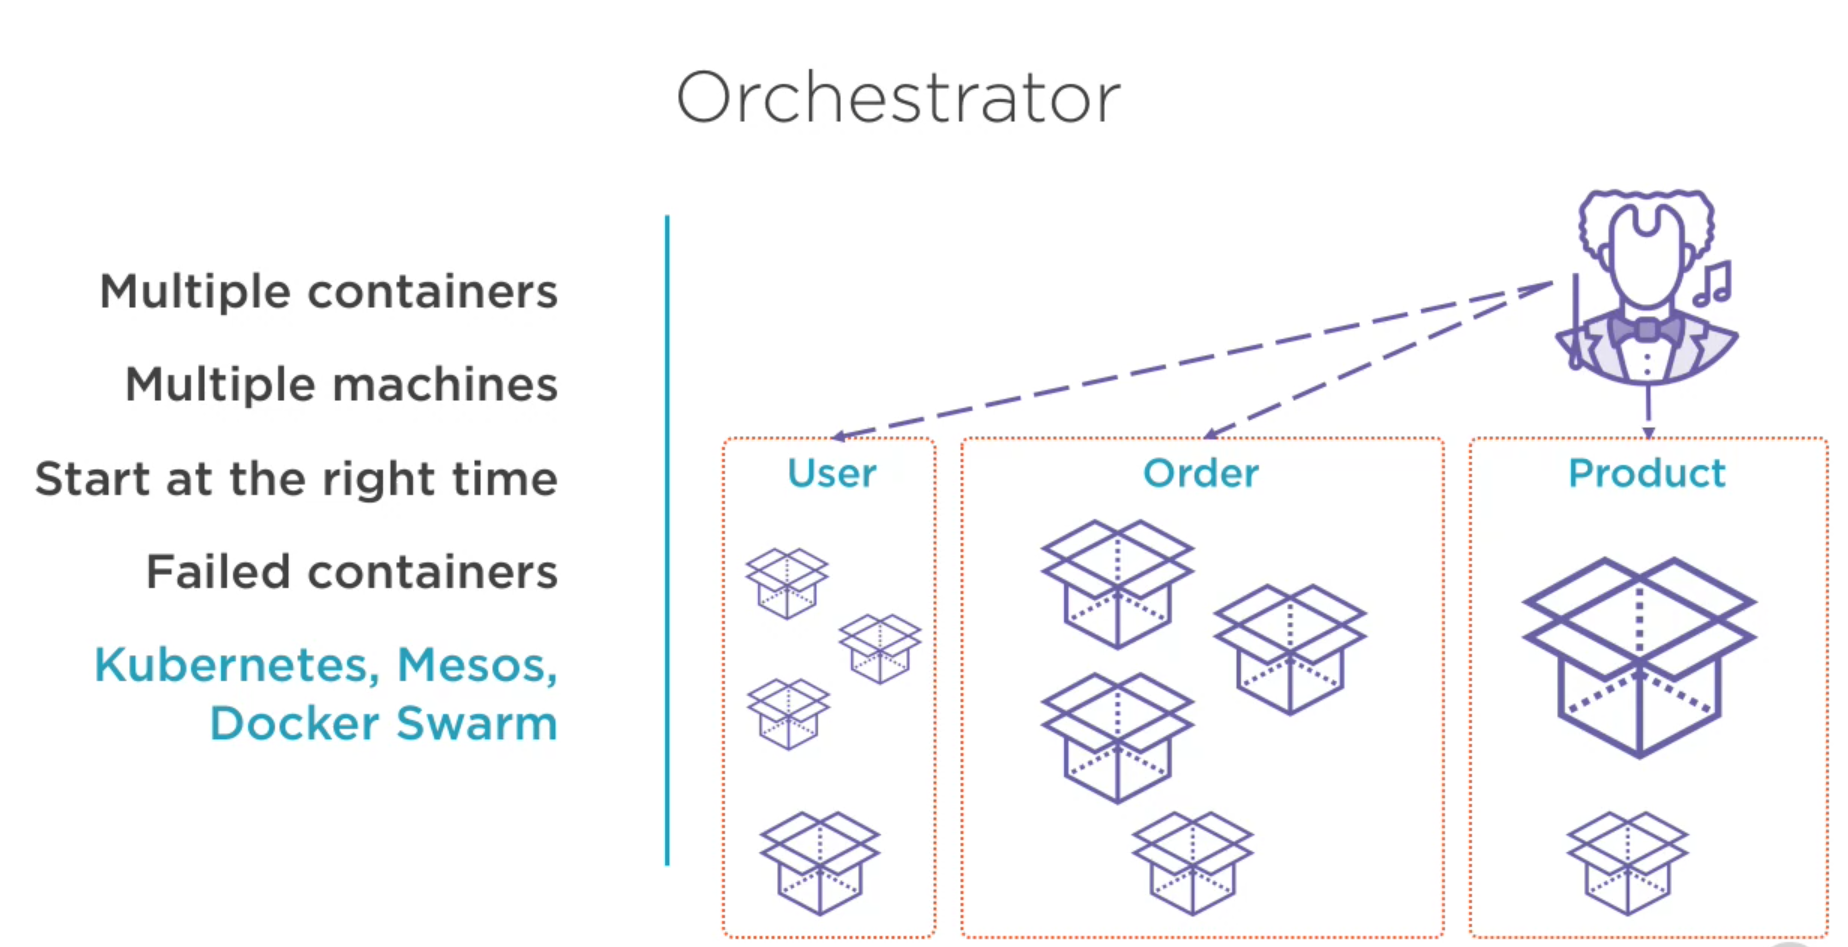 Orchestrator
Multiple containers
Multiple machines
Start at the right time
Failed containers
Kubernetes, Mesos,
Docker Swarm
User
Order
Product